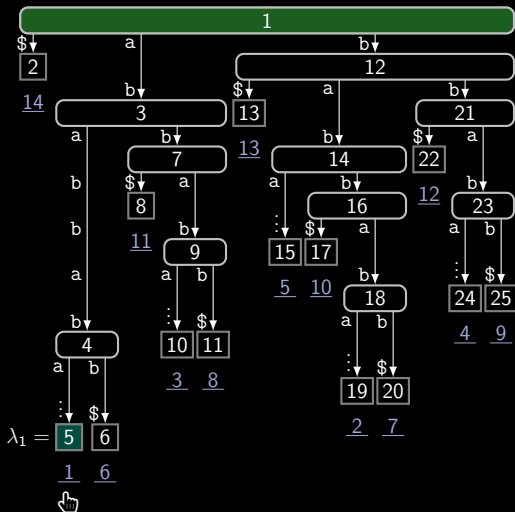 1
$ a b
2 12
14 b $ a b
3 13 14 21
a b 13 b $ a
7 14 22
b $ a a b 12 b
8 16 23
b 11 b : $ a a b
9 15 17 : $
a a b 5 10 b 24 25
b : $ 18 4 9
4 10 11 a b
a b 3 8 : $
: $ 19 20
λ1 = 5 6 2 7
1 6